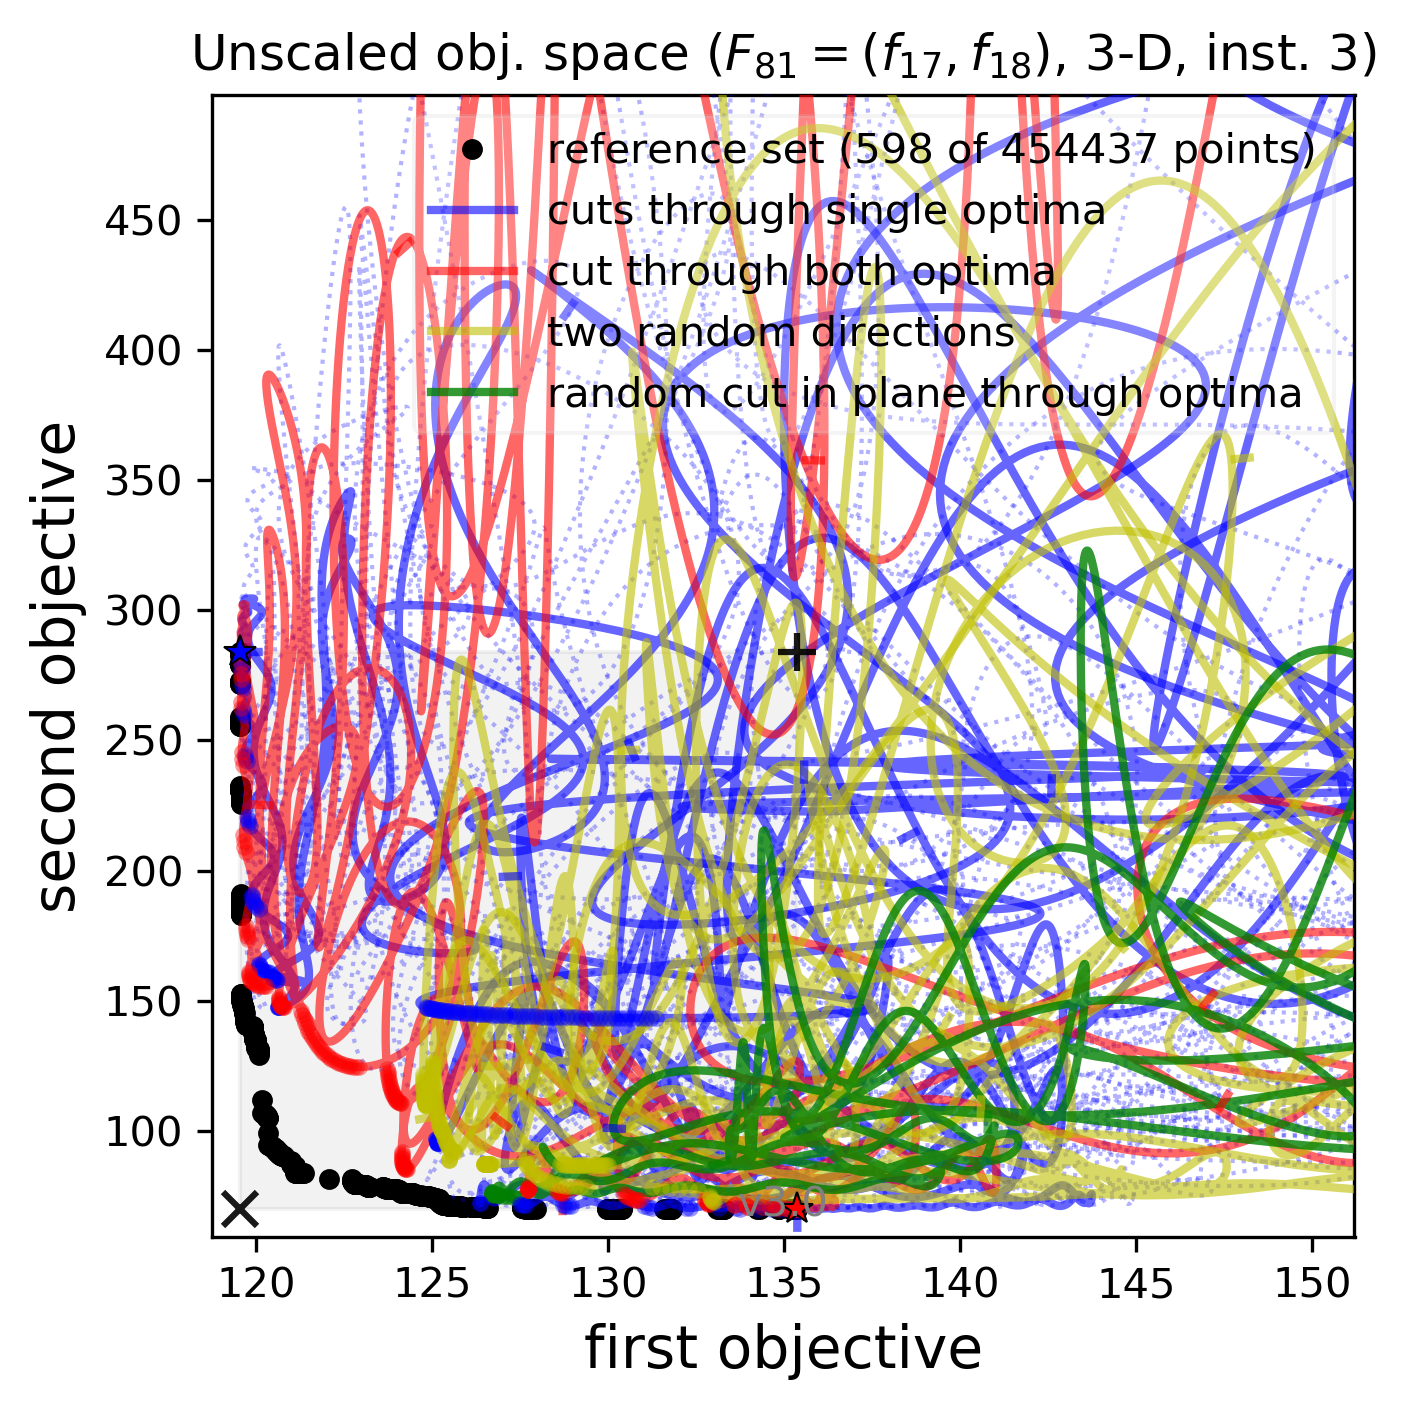 Unscaled obj. space (F₈₁ = (f₁₇, f₁₈), 3-D, inst. 3)
reference set (598 of 454437 points)
cuts through single optima
cut through both optima
two random directions
random cut in plane through optima
450
400
350
300
250
200
150
100
second objective
120
125
130
135
140
145
150
first objective